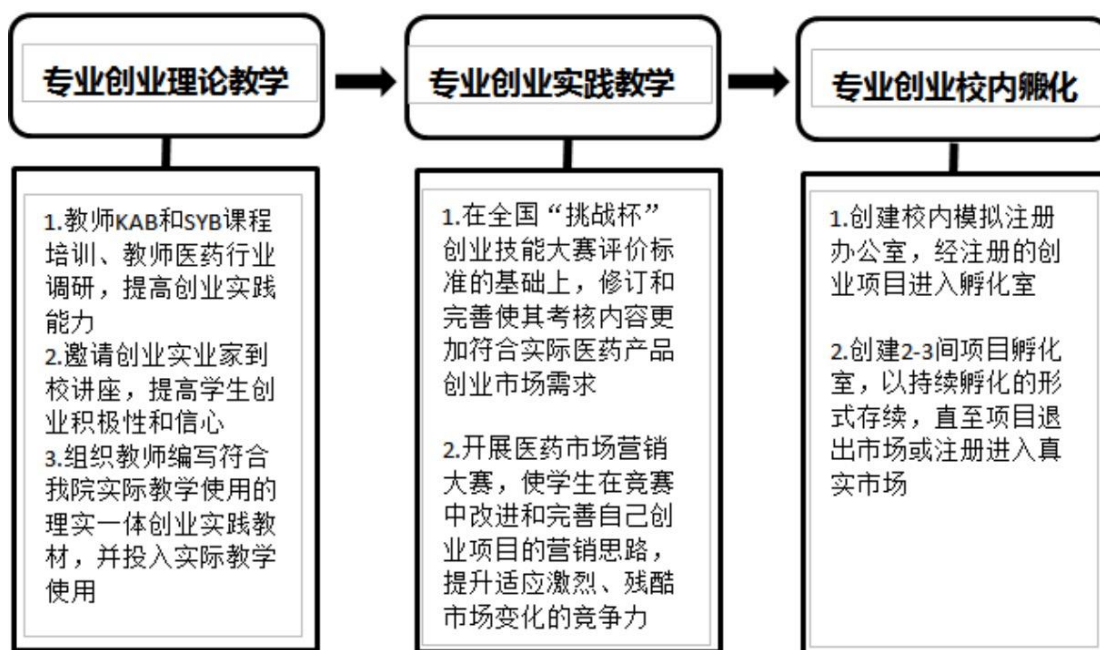 专业创业理论教学
专业创业实践教学
专业创业校内孵化
1.教师KAB和SYB课程
培训、教师医药行业
调研，提高创业实践
能力
2.邀请创业实业家到
校讲座，提高学生创
业积极性和信心
3.组织教师编写符合
我院实际教学使用的
理实一体创业实践教
材，并投入实际教学
使用
1.在全国“挑战杯”
创业技能大赛评价标
准的基础上，修订和
完善使其考核内容更
加符合实际医药产品
创业市场需求
2.开展医药市场营销
大赛，使学生在竞赛
中改进和完善自己创
业项目的营销思路，
提升适应激烈、残酷
市场变化的竞争力
1.创建校内模拟注册
办公室，经注册的创
业项目进入孵化室
2.创建2-3间项目孵化
室，以持续孵化的形
式存续，直至项目退
出市场或注册进入真
实市场